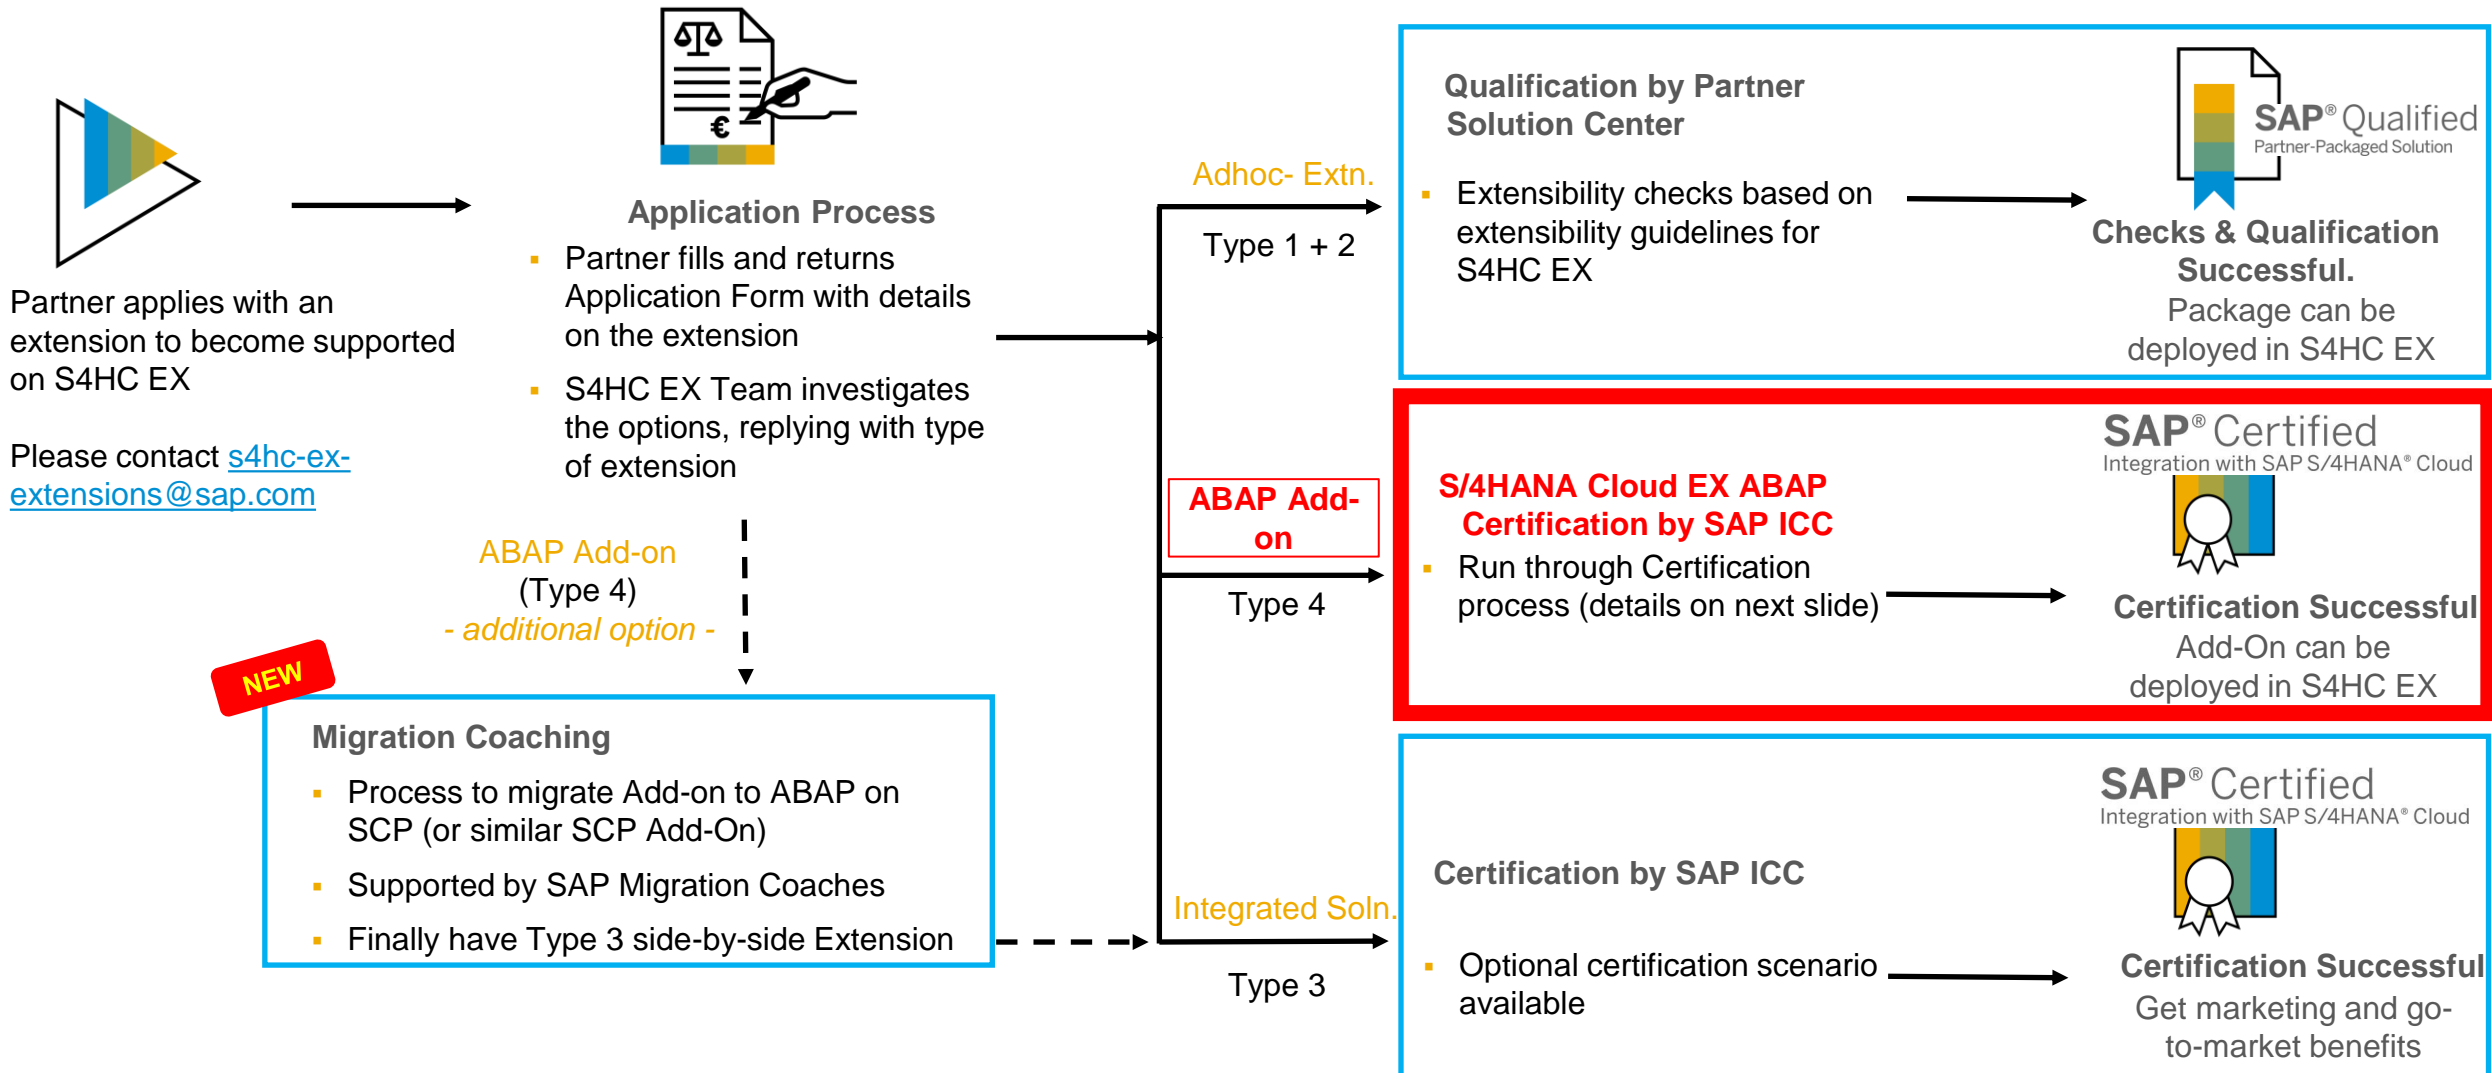 Partner applies with an
extension to become supported
on S4HC EX
Please contact s4hc-ex-
extensions@sap.com
€
Application Process
▪ Partner fills and returns
Application Form with details
on the extension
▪ S4HC EX Team investigates
the options, replying with type
of extension
ABAP Add-on
(Type 4)
- additional option -
NEW
Migration Coaching
▪ Process to migrate Add-on to ABAP on
SCP (or similar SCP Add-On)
▪ Supported by SAP Migration Coaches
▪ Finally have Type 3 side-by-side Extension
Adhoc- Extn.
Type 1 + 2
Qualification by Partner
Solution Center
▪ Extensibility checks based on
extensibility guidelines for
S4HC EX
SAP® Qualified
Partner-Packaged Solution
Checks & Qualification
Successful.
Package can be
deployed in S4HC EX
ABAP Add-
on
Type 4
S/4HANA Cloud EX ABAP
Certification by SAP ICC
▪ Run through Certification
process (details on next slide)
SAP® Certified
Integration with SAP S/4HANA® Cloud
Certification Successful
Add-On can be
deployed in S4HC EX
Integrated Soln.
Type 3
Certification by SAP ICC
▪ Optional certification scenario
available
SAP® Certified
Integration with SAP S/4HANA® Cloud
Certification Successful
Get marketing and go-
to-market benefits